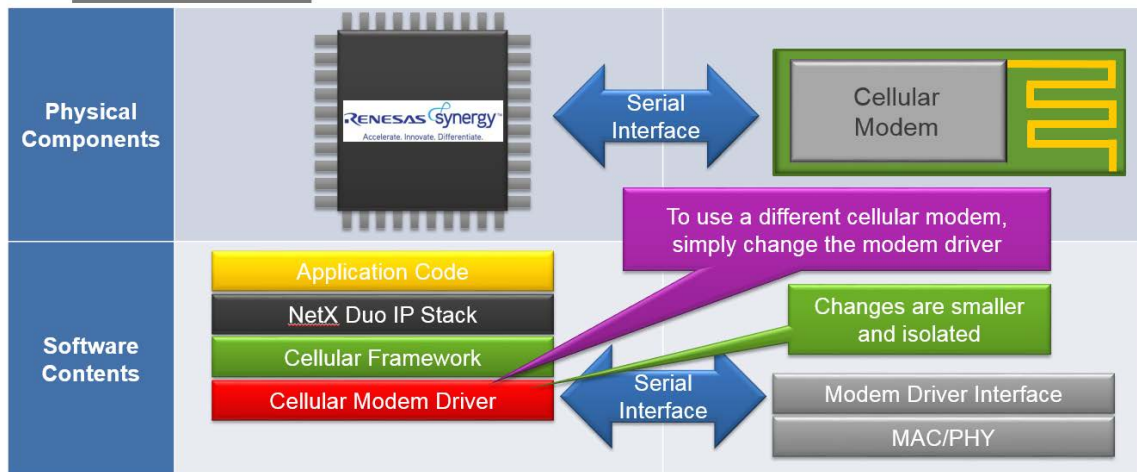 Physical
Components
RENESAS synergy™
Accelerate. Innovate. Differentiate.
Serial
Interface
Cellular
Modem
To use a different cellular modem,
simply change the modem driver
Software
Contents
Application Code
NetX Duo IP Stack
Cellular Framework
Cellular Modem Driver
Changes are smaller
and isolated
Serial
Interface
Modem Driver Interface
MAC/PHY